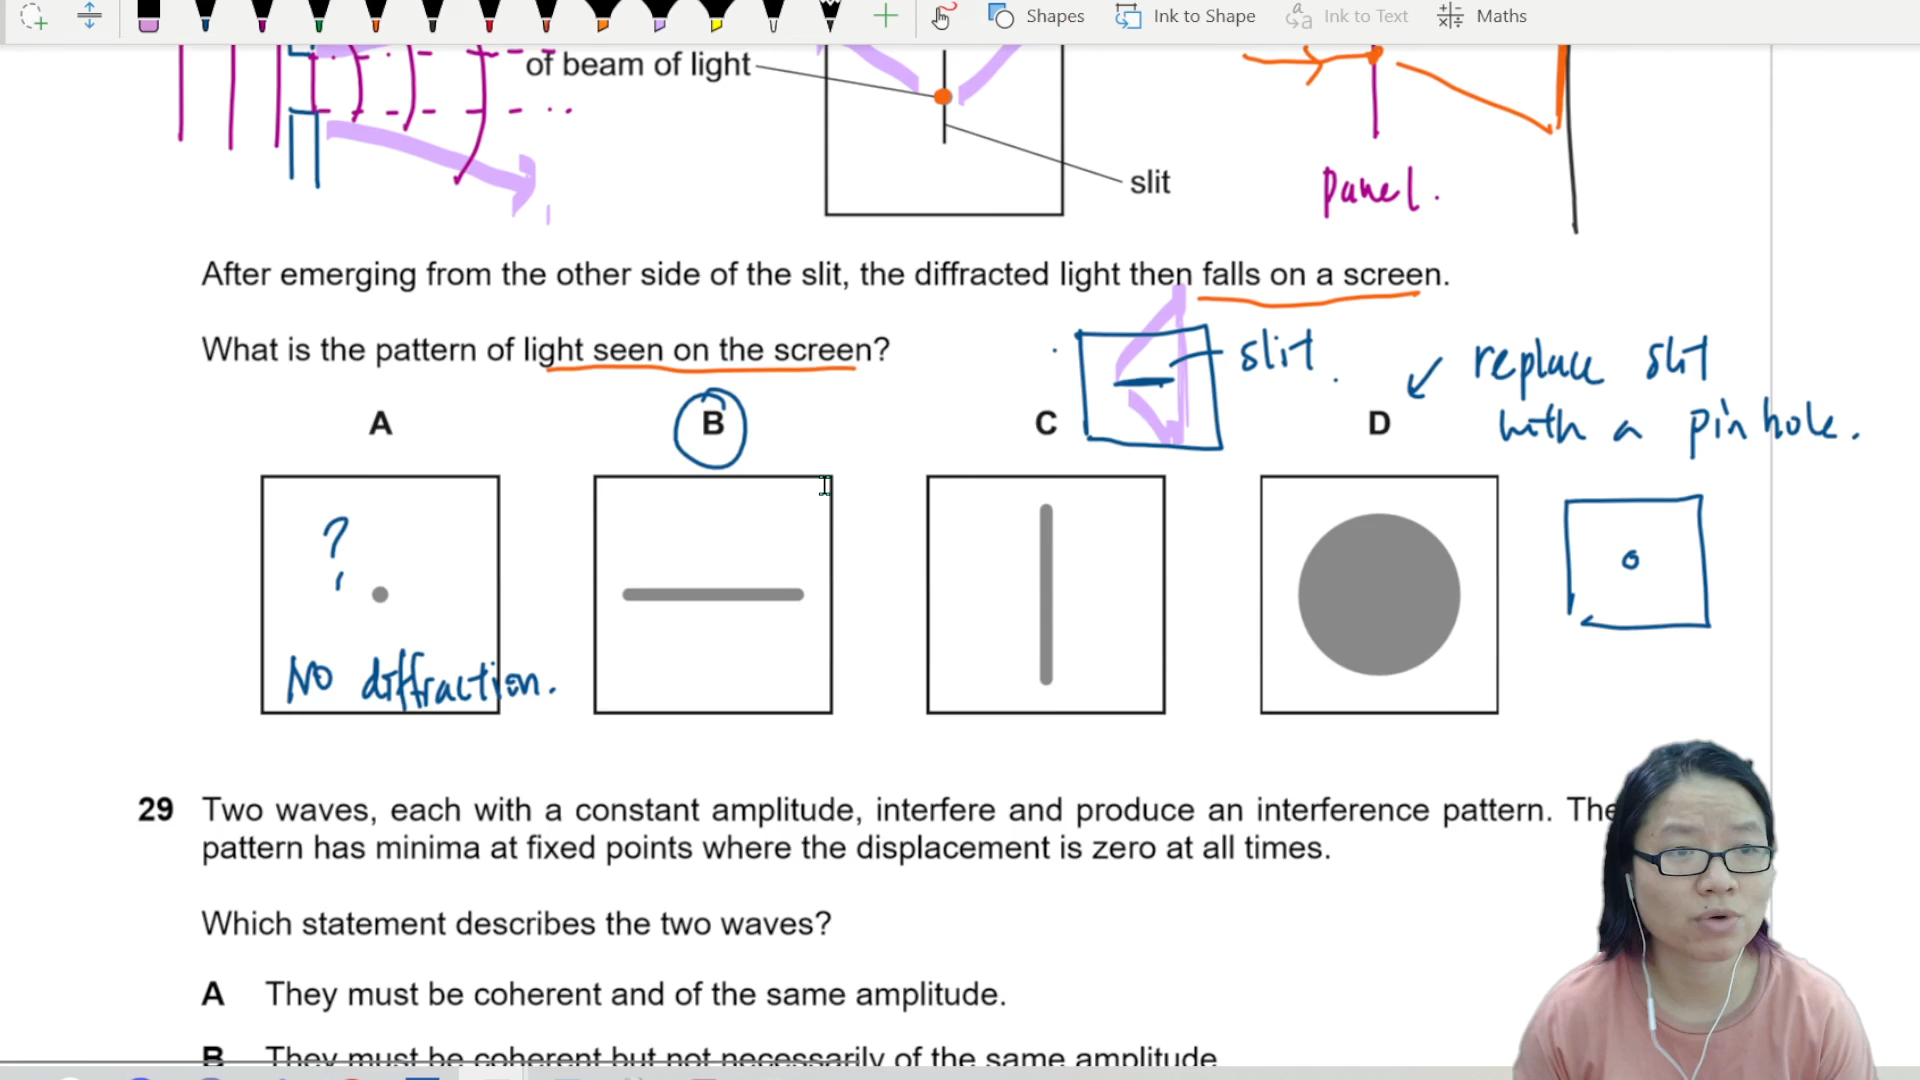 Shapes Ink to Shape Ink to Text Maths
of beam of light
slit
Panel.
After emerging from the other side of the slit, the diffracted light then falls on a screen.
What is the pattern of light seen on the screen?
slit.
replace slit
with a pinhole.
A B C D
?
No diffraction.
29 Two waves, each with a constant amplitude, interfere and produce an interference pattern. The
pattern has minima at fixed points where the displacement is zero at all times.
Which statement describes the two waves?
A They must be coherent and of the same amplitude.
B They must be coherent but not necessarily of the same amplitude